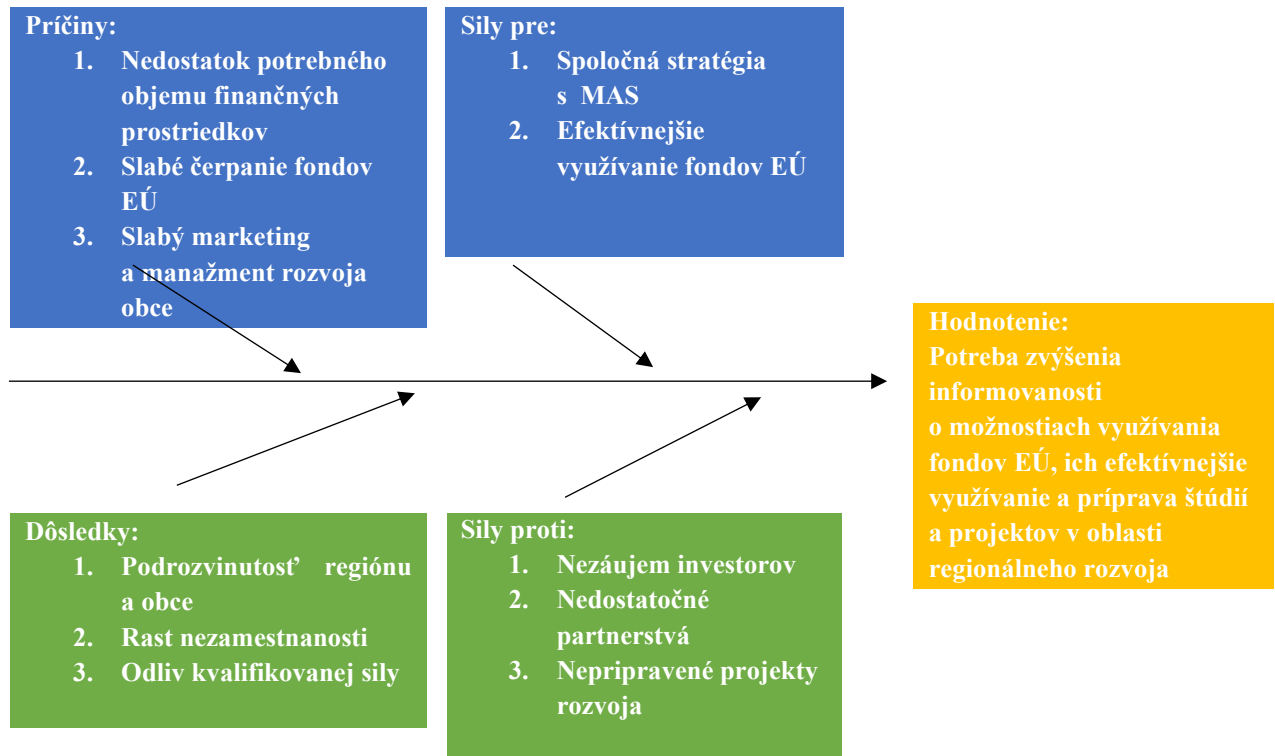 Príčiny:
1. Nedostatok potrebného
objemu finančných
prostriedkov
2. Slabé čerpanie fondov
EÚ
3. Slabý marketing
a manažment rozvoja
obce
Sily pre:
1. Spoločná stratégia
s MAS
2. Efektívnejšie
využívanie fondov EÚ
Hodnotenie:
Potreba zvýšenia
informovanosti
o možnostiach využívania
fondov EÚ, ich efektívnejšie
využívanie a príprava štúdií
a projektov v oblasti
regionálneho rozvoja
Dôsledky:
1. Podrozvinutosť regiónu
a obce
2. Rast nezamestnanosti
3. Odliv kvalifikovanej sily
Sily proti:
1. Nezáujem investorov
2. Nedostatočné
partnerstvá
3. Nepripravené projekty
rozvoja